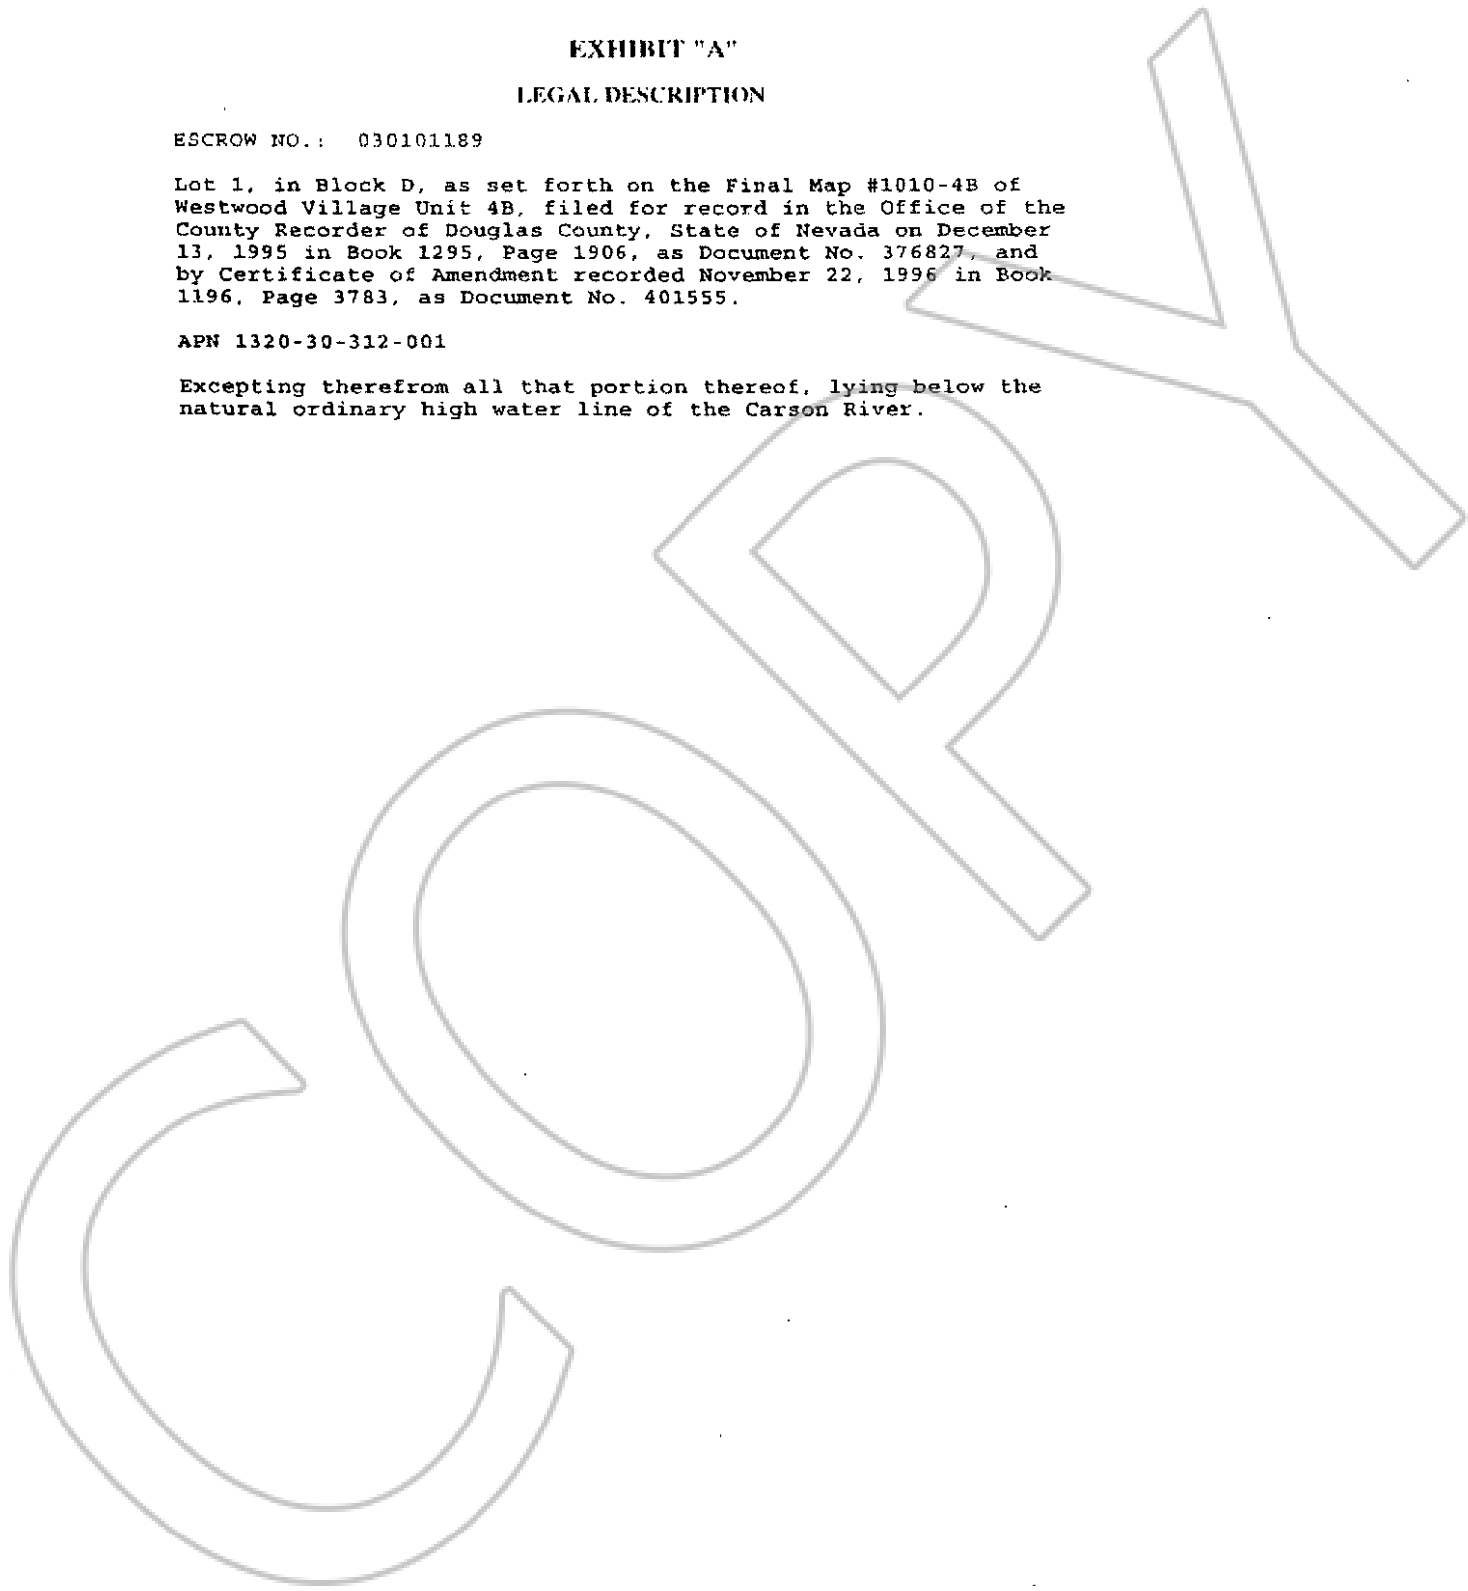 EXHIBIT "A"
LEGAL DESCRIPTION
ESCROW NO.: 030101189
Lot 1, in Block D, as set forth on the Final Map #1010-4B of
Westwood Village Unit 4B, filed for record in the Office of the
County Recorder of Douglas County, State of Nevada on December
13, 1995 in Book 1295, Page 1906, as Document No. 376827, and
by Certificate of Amendment recorded November 22, 1996 in Book
1196, Page 3783, as Document No. 401555.
APN 1320-30-312-001
Excepting therefrom all that portion thereof, lying below the
natural ordinary high water line of the Carson River.
COPY